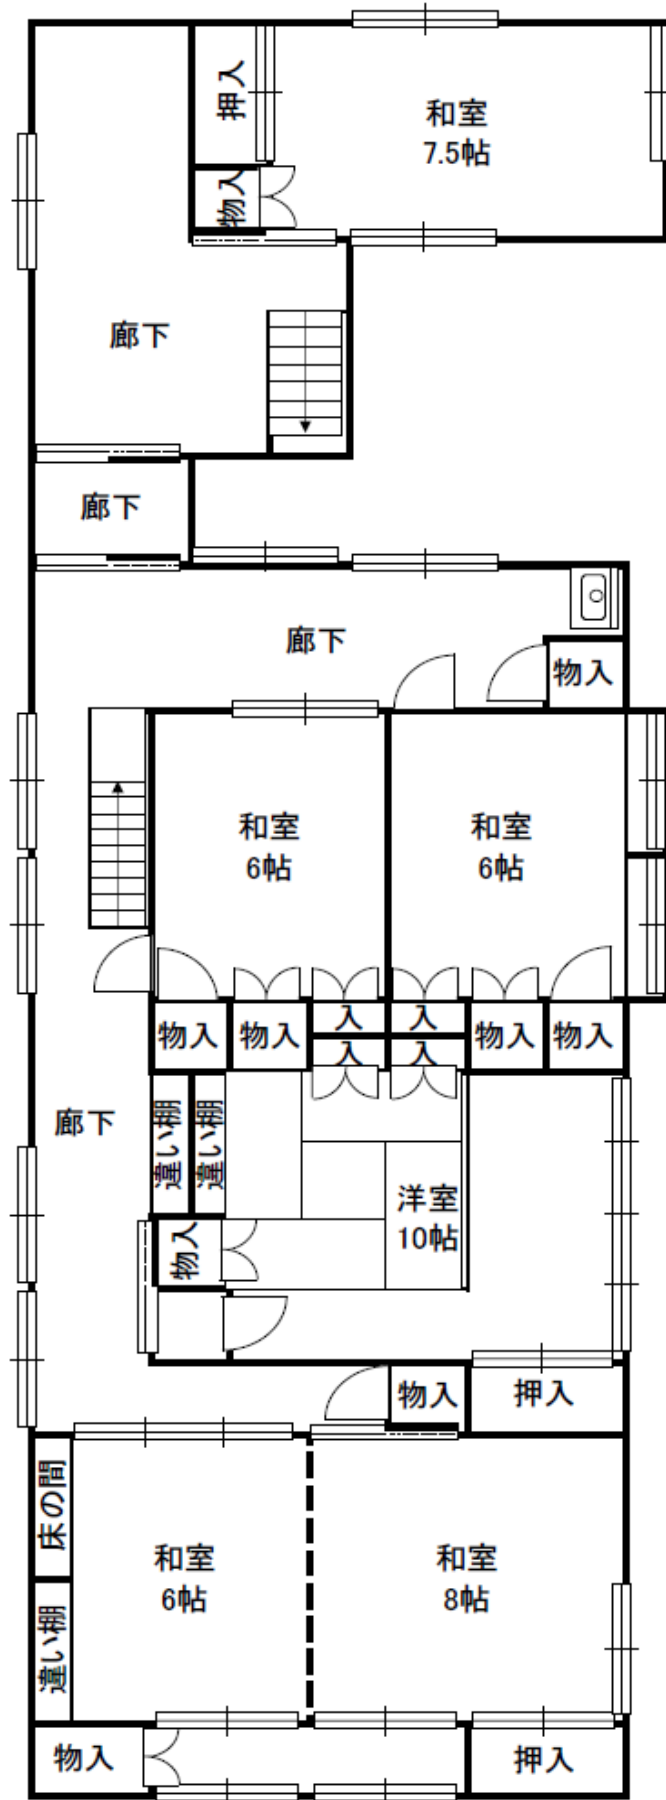 押入
和室
7.5帖
物入
廊下
廊下
廊下
物入
和室
6帖
和室
6帖
物入
物入
入
入
物入
物入
入
入
廊下
違い棚
違い棚
洋室
10帖
物入
物入
押入
床の間
和室
6帖
和室
8帖
違い棚
物入
押入